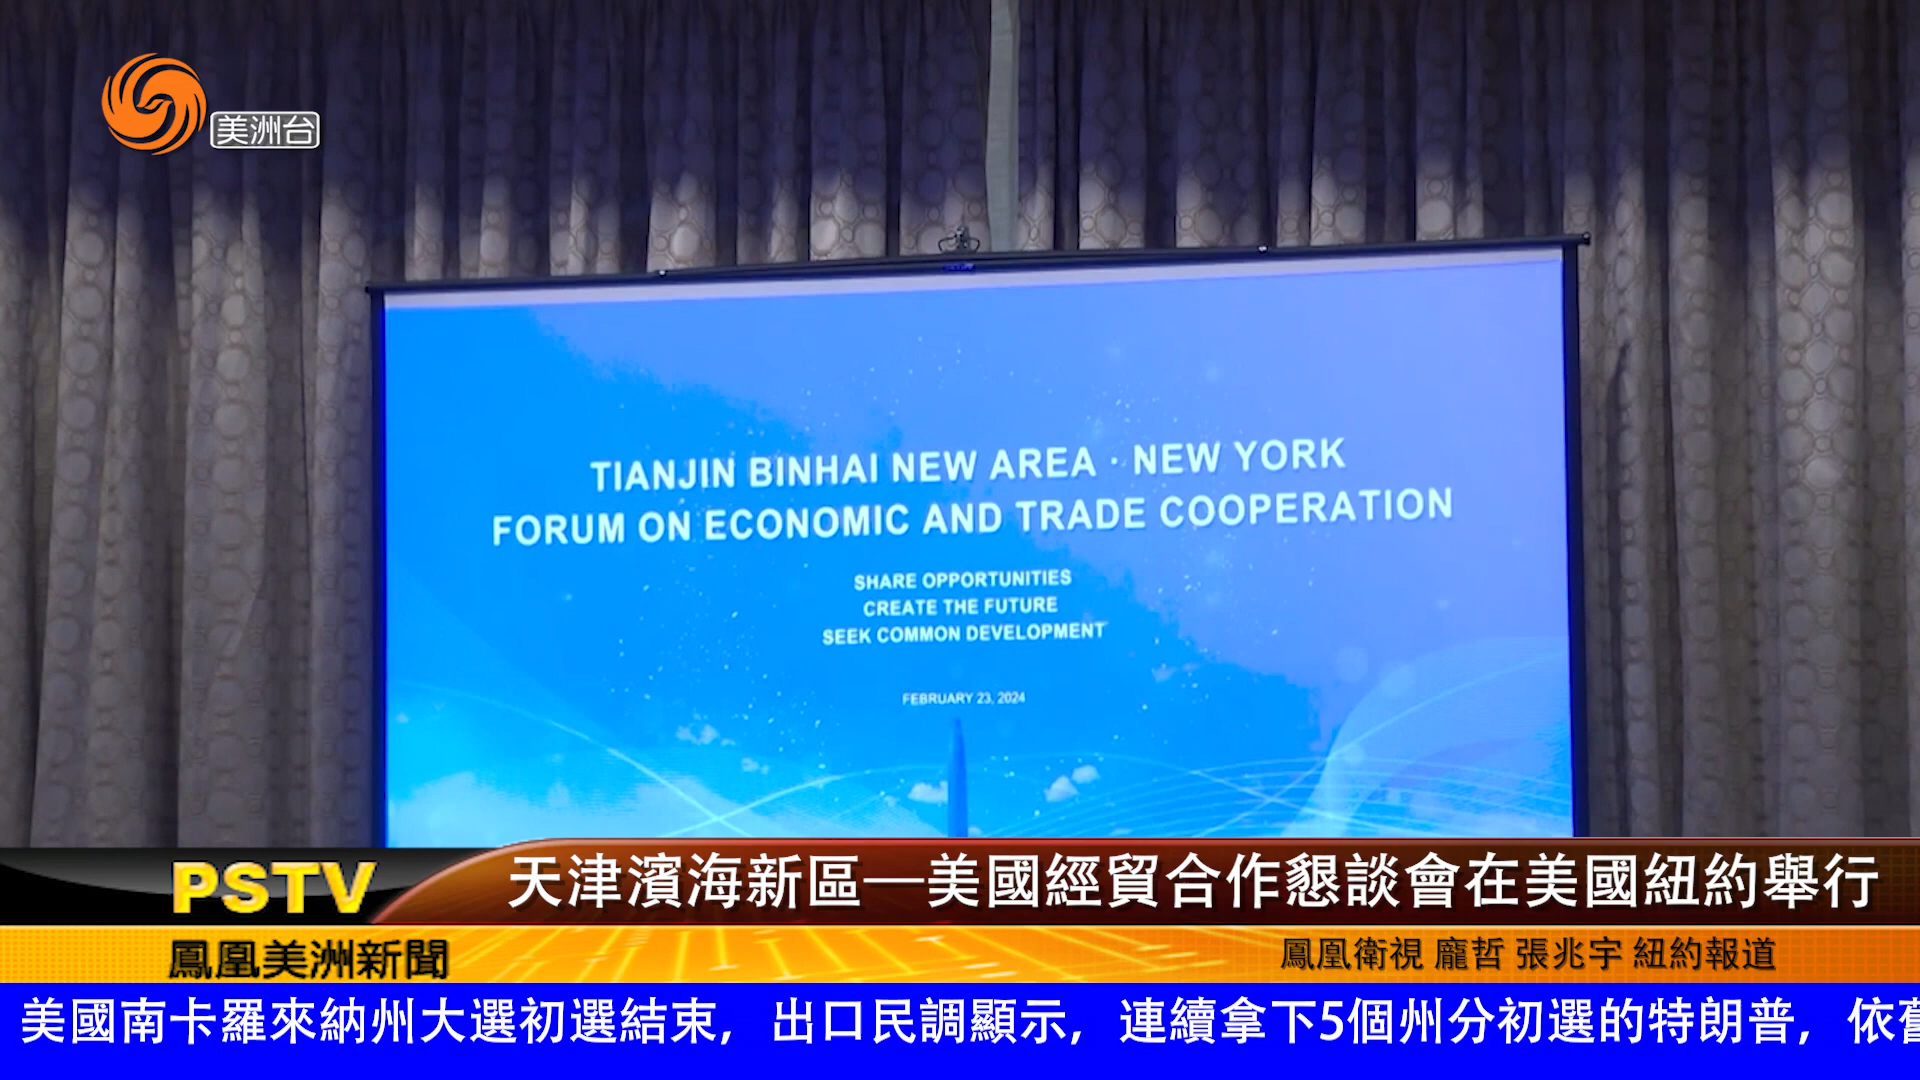 美洲台
TIANJIN BINHAI NEW AREA · NEW YORK
FORUM ON ECONOMIC AND TRADE COOPERATION
SHARE OPPORTUNITIES
CREATE THE FUTURE
SEEK COMMON DEVELOPMENT
FEBRUARY 23, 2024
PSTV
天津濱海新區—美國經貿合作懇談會在美國紐約舉行
鳳凰美洲新聞
鳳凰衛視 龐哲 張兆宇 紐約報道
美國南卡羅來納州大選初選結束，出口民調顯示，連續拿下5個州分初選的特朗普，依